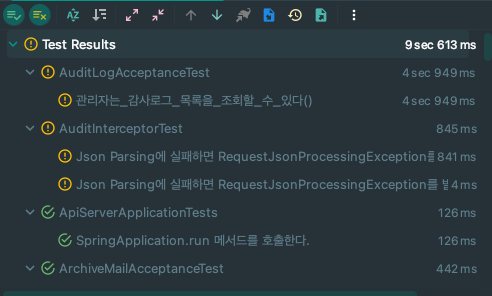 Test Results 9 sec 613 ms
AuditLogAcceptanceTest 4 sec 949 ms
관리자는_감사로그_목록을_조회할_수_있다() 4 sec 949 ms
AuditInterceptorTest 845 ms
Json Parsing에 실패하면 RequestJsonProcessingException를 841 ms
Json Parsing에 실패하면 RequestJsonProcessingException를 4 ms
ApiServerApplicationTests 126 ms
SpringApplication.run 메서드를 호출한다. 126 ms
ArchiveMailAcceptanceTest 442 ms